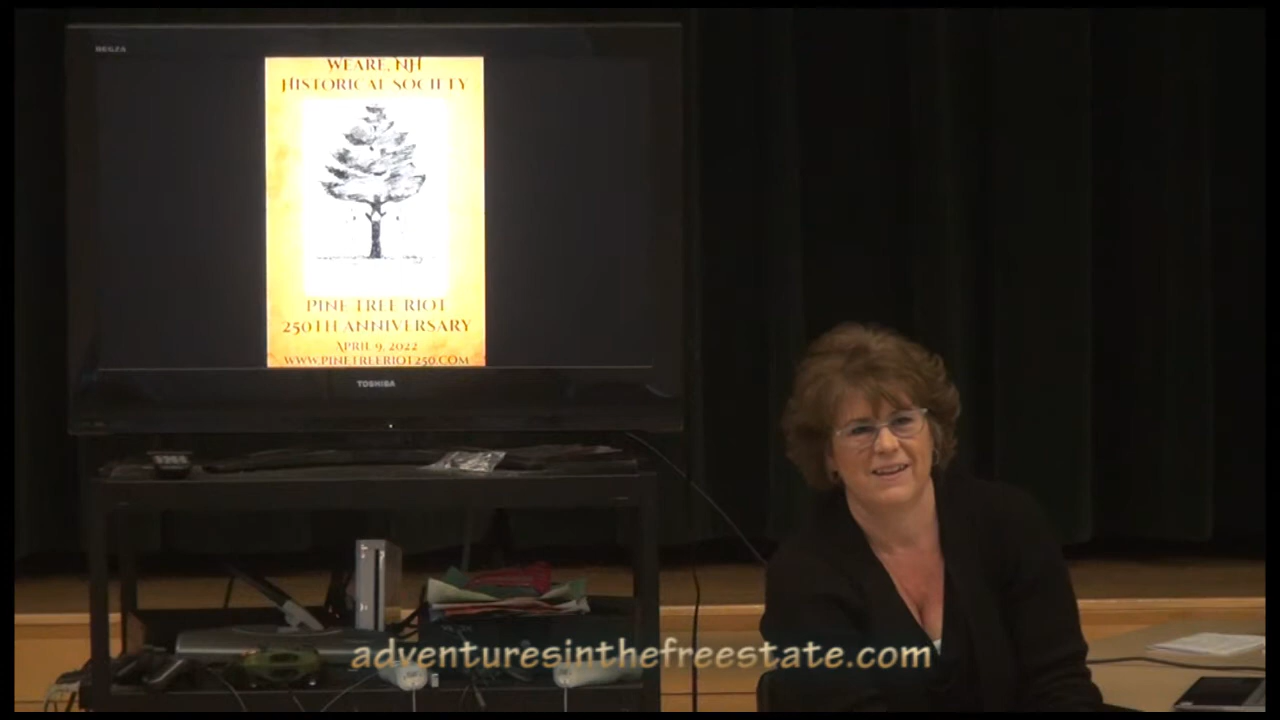 REGZA
WEARE, NH
HISTORICAL SOCIETY
PINE TREE RIOT
250TH ANNIVERSARY
APRIL 9, 2022
WWW.PINETREERIOT250.COM
TOSHIBA
adventuresinthefreestate.com